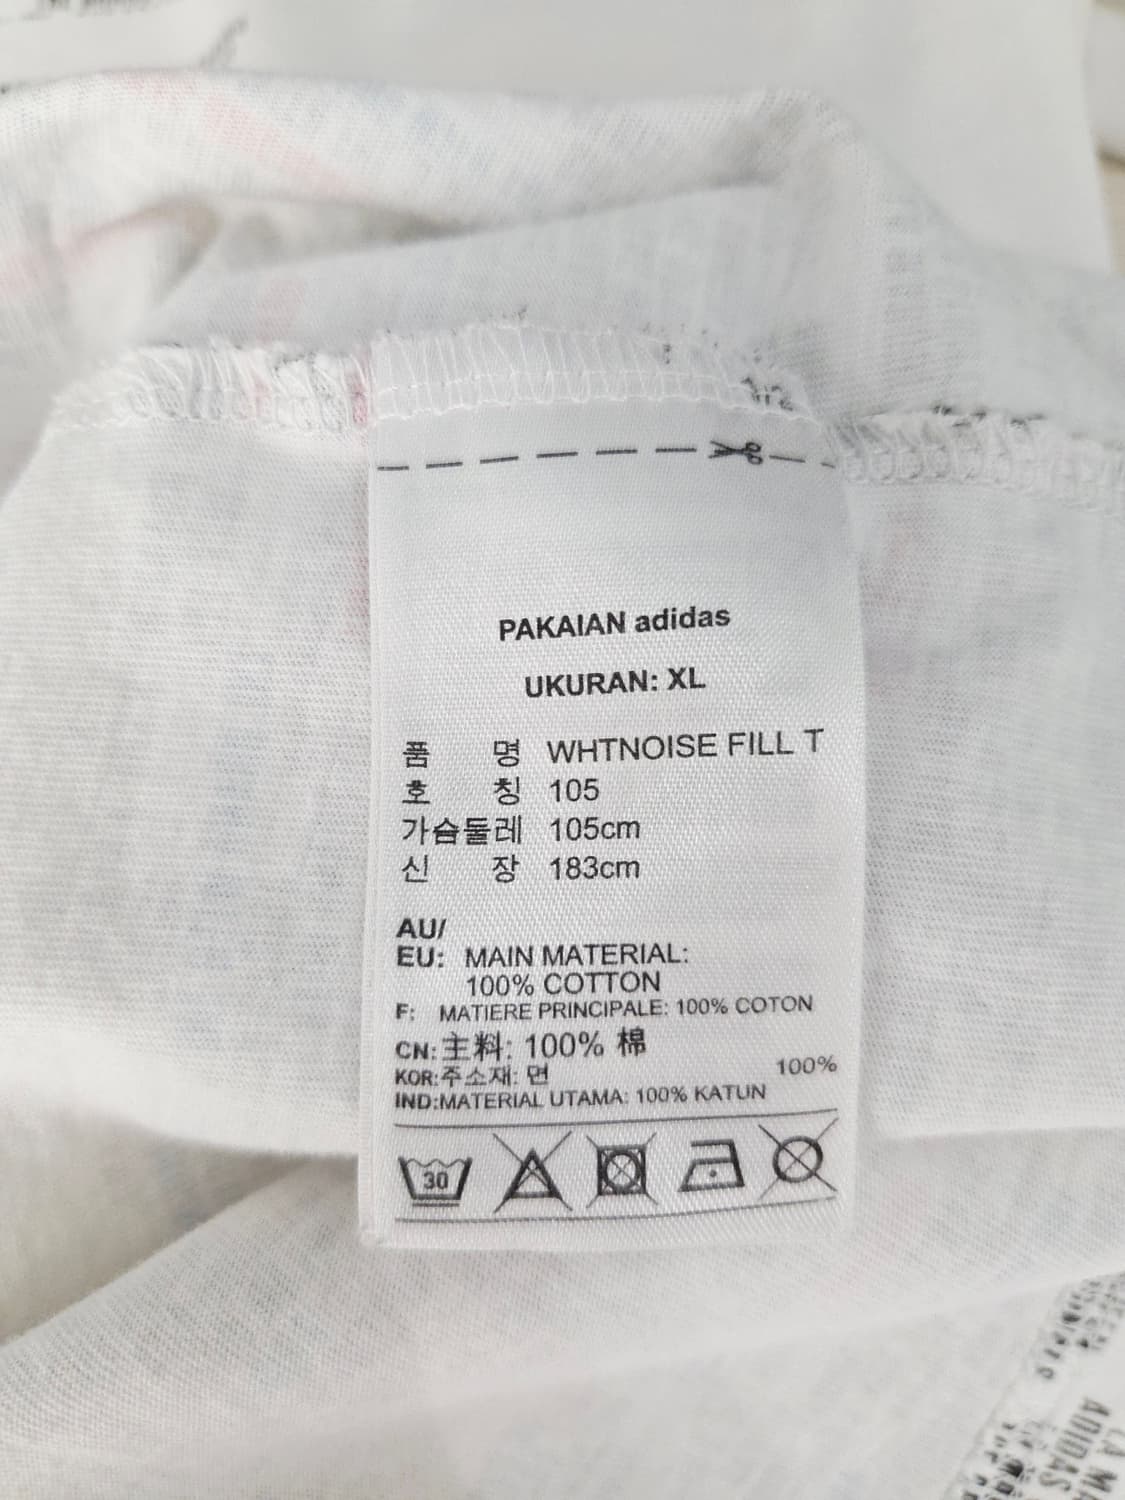 PAKAIAN adidas
UKURAN: XL
품 명 WHTNOISE FILL T
호 칭 105
가슴둘레 105cm
신 장 183cm
AU/
EU: MAIN MATERIAL:
100% COTTON
F: MATIERE PRINCIPALE: 100% COTON
CN: 主料: 100% 棉
KOR:주소재: 면 100%
IND:MATERIAL UTAMA: 100% KATUN
30
ADIDAS